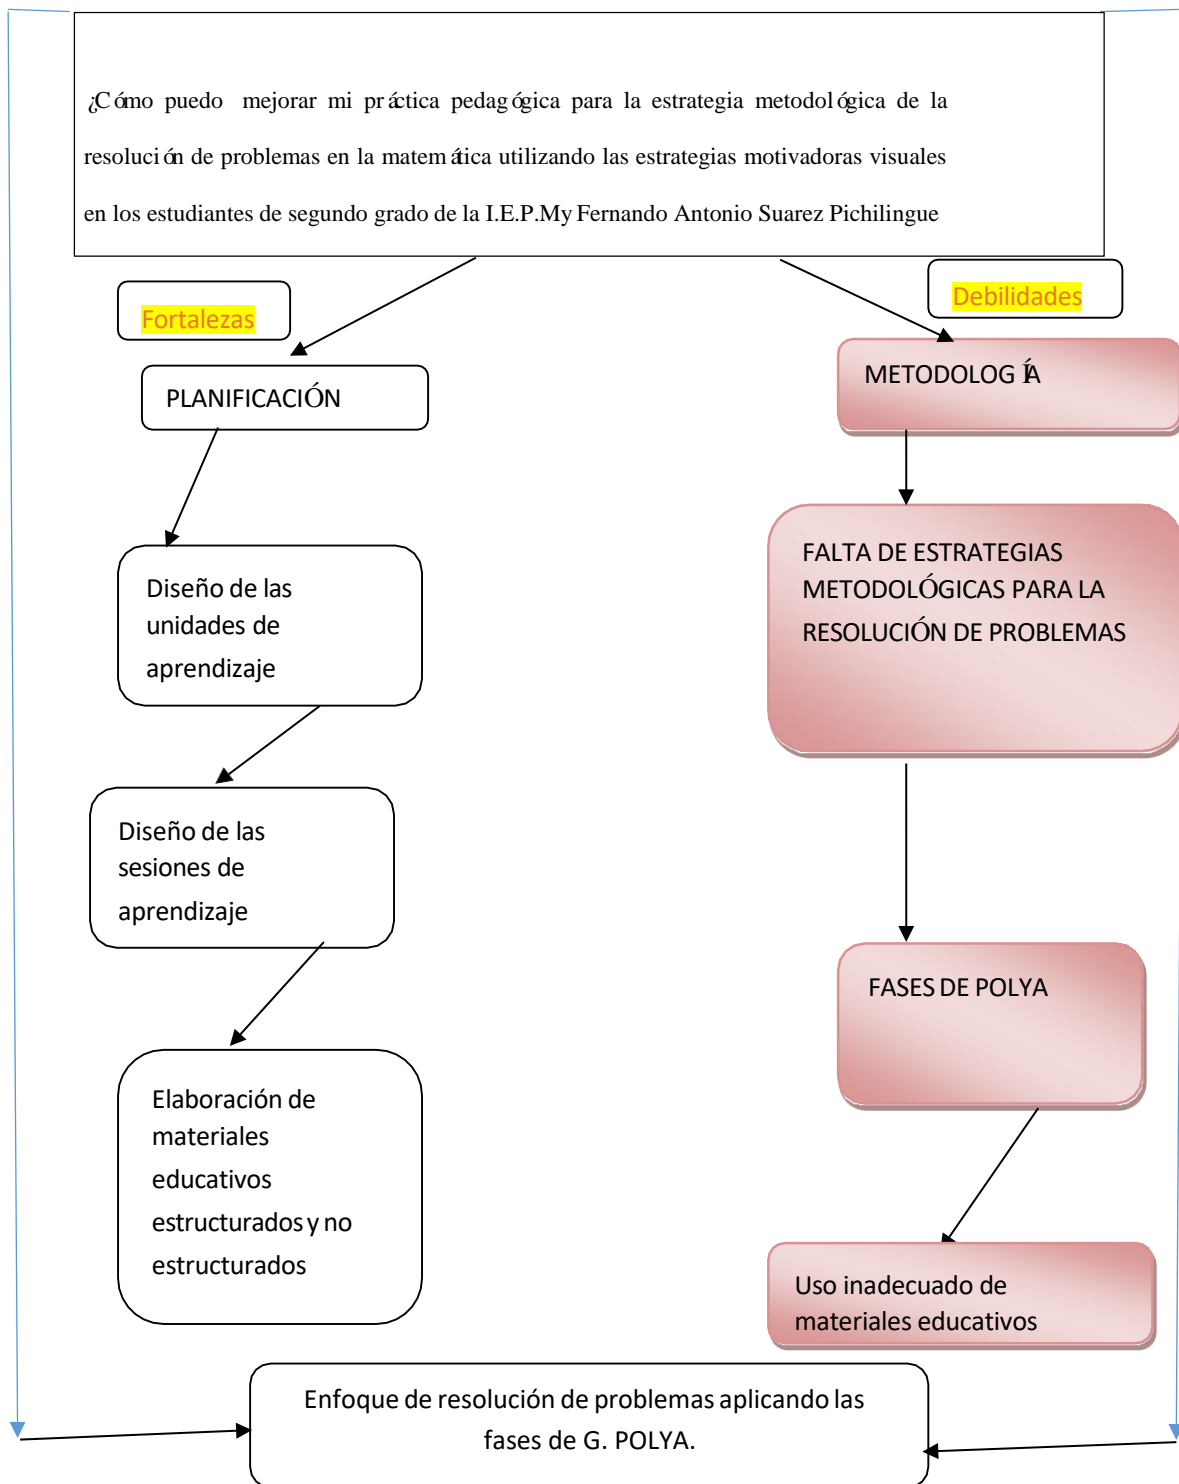 ¿Cómo puedo mejorar mi práctica pedagógica para la estrategia metodológica de la
resolución de problemas en la matemática utilizando las estrategias motivadoras visuales
en los estudiantes de segundo grado de la I.E.P.My Fernando Antonio Suarez Pichilingue
Fortalezas
Debilidades
PLANIFICACIÓN
METODOLOGÍA
Diseño de las
unidades de
aprendizaje
FALTA DE ESTRATEGIAS
METODOLÓGICAS PARA LA
RESOLUCIÓN DE PROBLEMAS
Diseño de las
sesiones de
aprendizaje
FASES DE POLYA
Elaboración de
materiales
educativos
estructurados y no
estructurados
Uso inadecuado de
materiales educativos
Enfoque de resolución de problemas aplicando las
fases de G. POLYA.